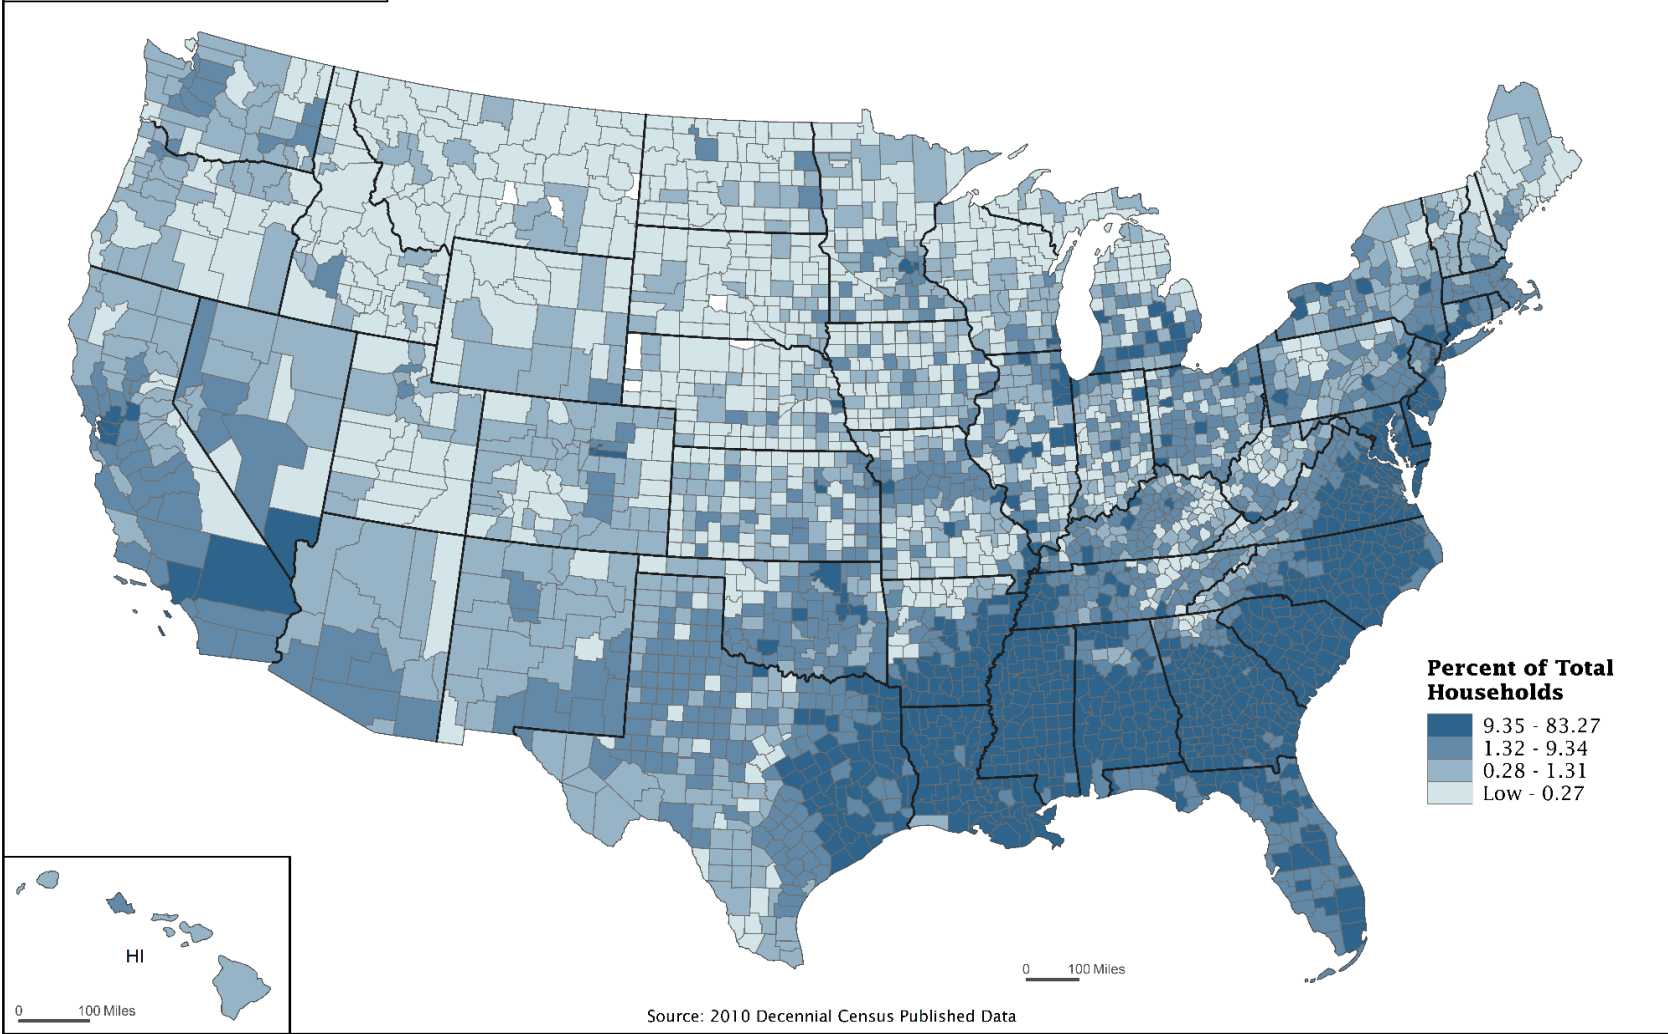 Percent of Total
Households
9.35 - 83.27
1.32 - 9.34
0.28 - 1.31
Low - 0.27
HI
0 100 Miles
0 100 Miles
Source: 2010 Decennial Census Published Data